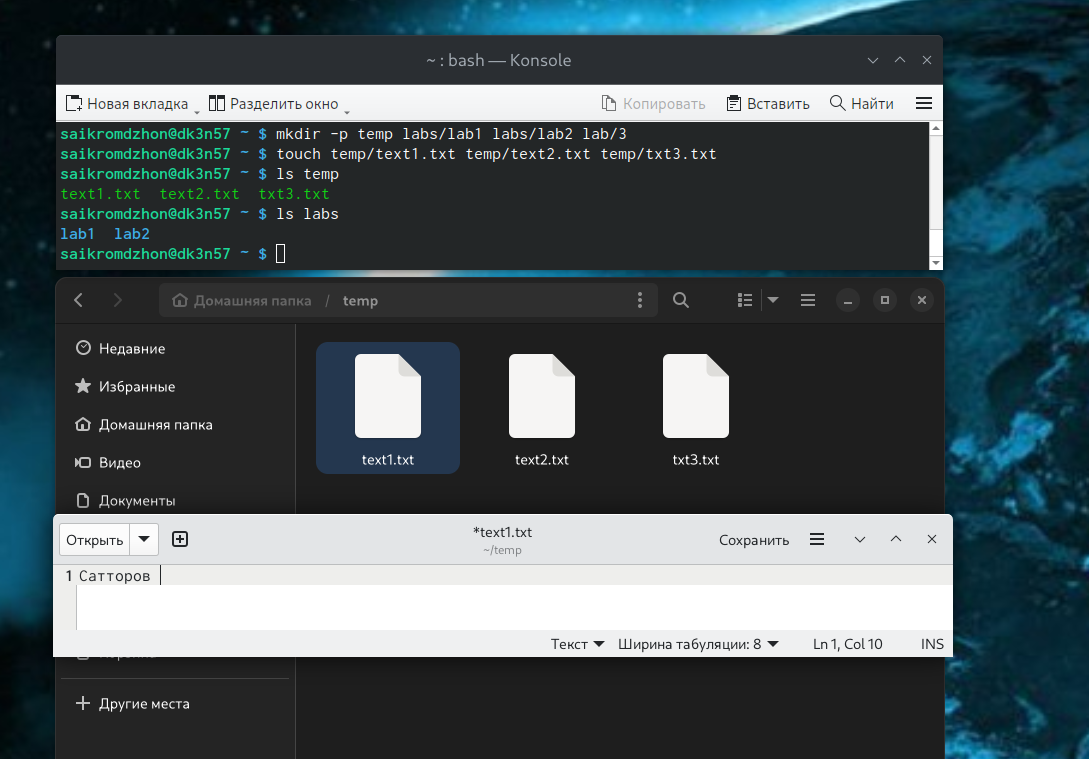 ~ : bash — Konsole
Новая вкладка Разделить окно Копировать Вставить Найти
saikromdzhon@dk3n57 ~ $ mkdir -p temp labs/lab1 labs/lab2 lab/3
saikromdzhon@dk3n57 ~ $ touch temp/text1.txt temp/text2.txt temp/txt3.txt
saikromdzhon@dk3n57 ~ $ ls temp
text1.txt text2.txt txt3.txt
saikromdzhon@dk3n57 ~ $ ls labs
lab1 lab2
saikromdzhon@dk3n57 ~ $
Домашняя папка / temp
Недавние
Избранные
Домашняя папка
Видео
Документы
text1.txt text2.txt txt3.txt
Открыть *text1.txt Сохранить
~/temp
1 Сатторов
Текст Ширина табуляции: 8 Ln 1, Col 10 INS
Другие места